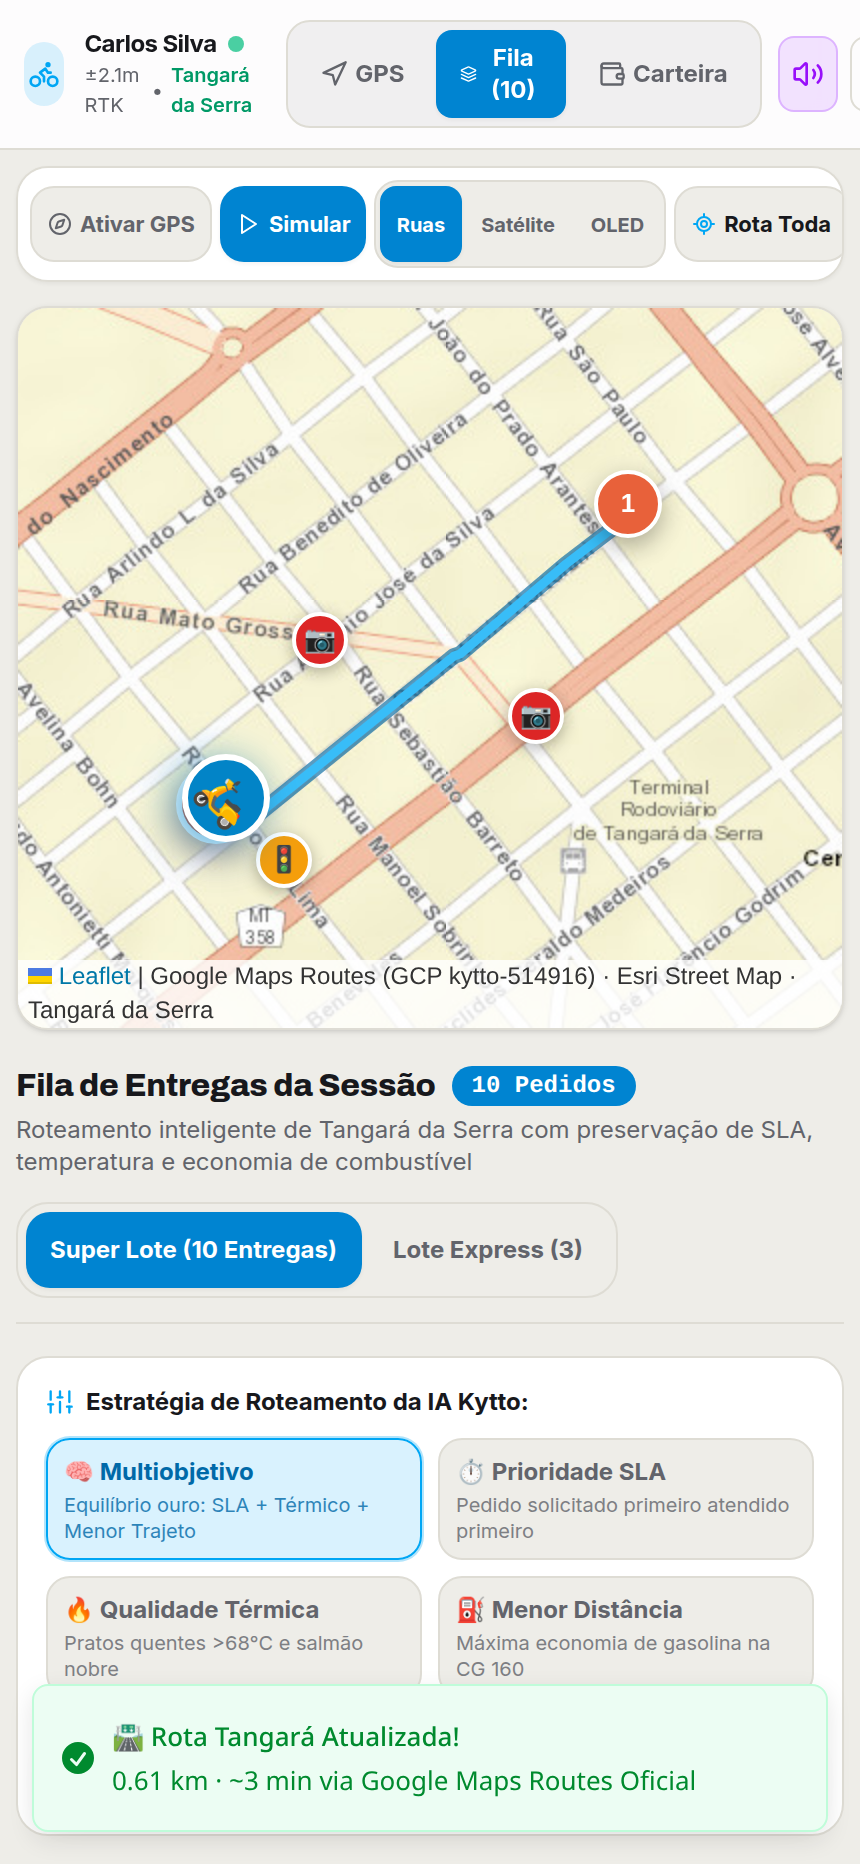 Carlos Silva
±2.1m RTK • Tangará da Serra
GPS
Fila (10)
Carteira
Ativar GPS
Simular
Ruas
Satélite
OLED
Rota Toda
do Nascimento
Rua Arlindo L. da Silva
Rua Benedito de Oliveira
João do Prado Arantes
Rua São Paulo
José da Silva
Rua Mato
1
Avelina Bohn
Rua Sebastião Barreto
Rua Manoel
Lima
Terminal
Rodoviário
de Tangará da Serra
MT
358
Medeiros
Leaflet | Google Maps Routes (GCP kytto-514916) · Esri Street Map ·
Tangará da Serra
Fila de Entregas da Sessão
10 Pedidos
Roteamento inteligente de Tangará da Serra com preservação de SLA,
temperatura e economia de combustível
Super Lote (10 Entregas)
Lote Express (3)
Estratégia de Roteamento da IA Kytto:
🧠 Multiobjetivo
Equilíbrio ouro: SLA + Térmico +
Menor Trajeto
⏱️ Prioridade SLA
Pedido solicitado primeiro atendido
primeiro
🔥 Qualidade Térmica
Pratos quentes >68°C e salmão
nobre
⛽ Menor Distância
Máxima economia de gasolina na
CG 160
🛣️ Rota Tangará Atualizada!
0.61 km · ~3 min via Google Maps Routes Oficial